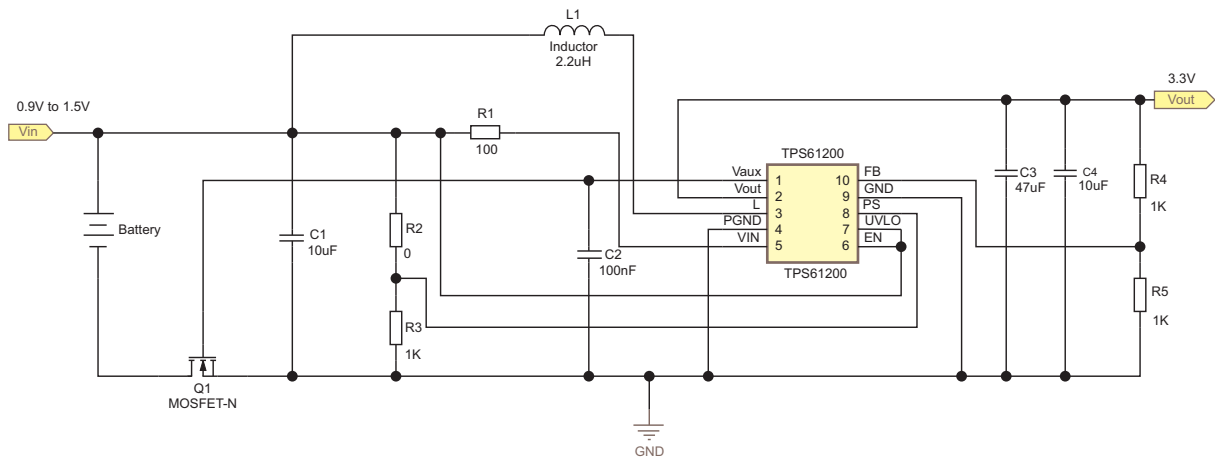 L1
Inductor
2.2uH
0.9V to 1.5V
Vin
3.3V
Vout
R1
100
TPS61200
Vaux 1 10 FB
Vout 2 9 GND
L 3 8 PS
PGND 4 7 UVLO
VIN 5 6 EN
TPS61200
C3
47uF
C4
10uF
R4
1K
Battery
C1
10uF
R2
0
C2
100nF
R3
1K
R5
1K
Q1
MOSFET-N
GND